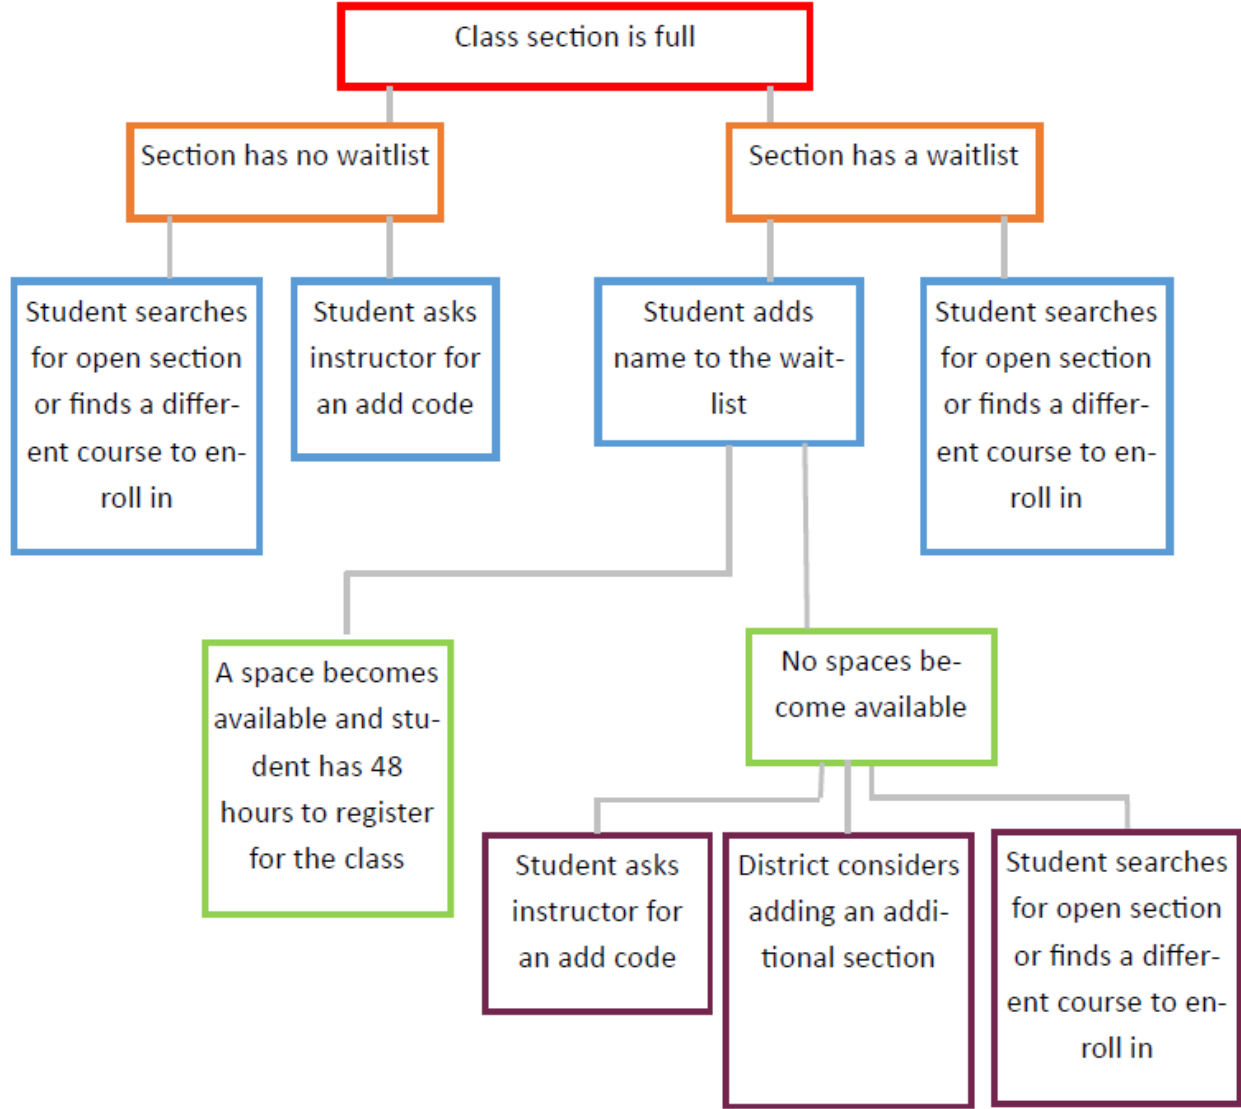 Class section is full
Section has no waitlist
Section has a waitlist
Student searches
for open section
or finds a differ-
ent course to en-
roll in
Student asks
instructor for
an add code
Student adds
name to the wait-
list
Student searches
for open section
or finds a differ-
ent course to en-
roll in
A space becomes
available and stu-
dent has 48
hours to register
for the class
No spaces be-
come available
Student asks
instructor for
an add code
District considers
adding an addi-
tional section
Student searches
for open section
or finds a differ-
ent course to en-
roll in